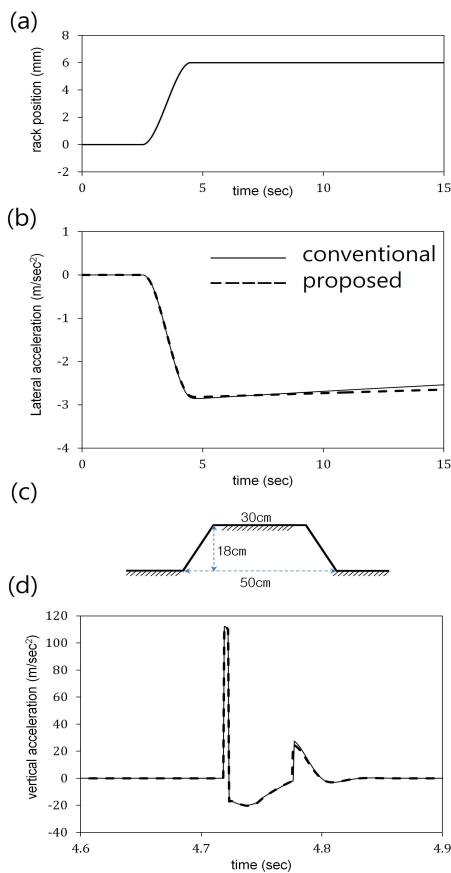 (a)
8
6
4
2
0
-2
rack position (mm)
0 5 10 15
time (sec)
(b)
1
0
-1
-2
-3
-4
Lateral acceleration (m/sec²)
conventional
proposed
0 5 10 15
time (sec)
(c)
30cm
18cm
50cm
(d)
120
100
80
60
40
20
0
-20
-40
vertical acceleration (m/sec²)
4.6 4.7 4.8 4.9
time (sec)